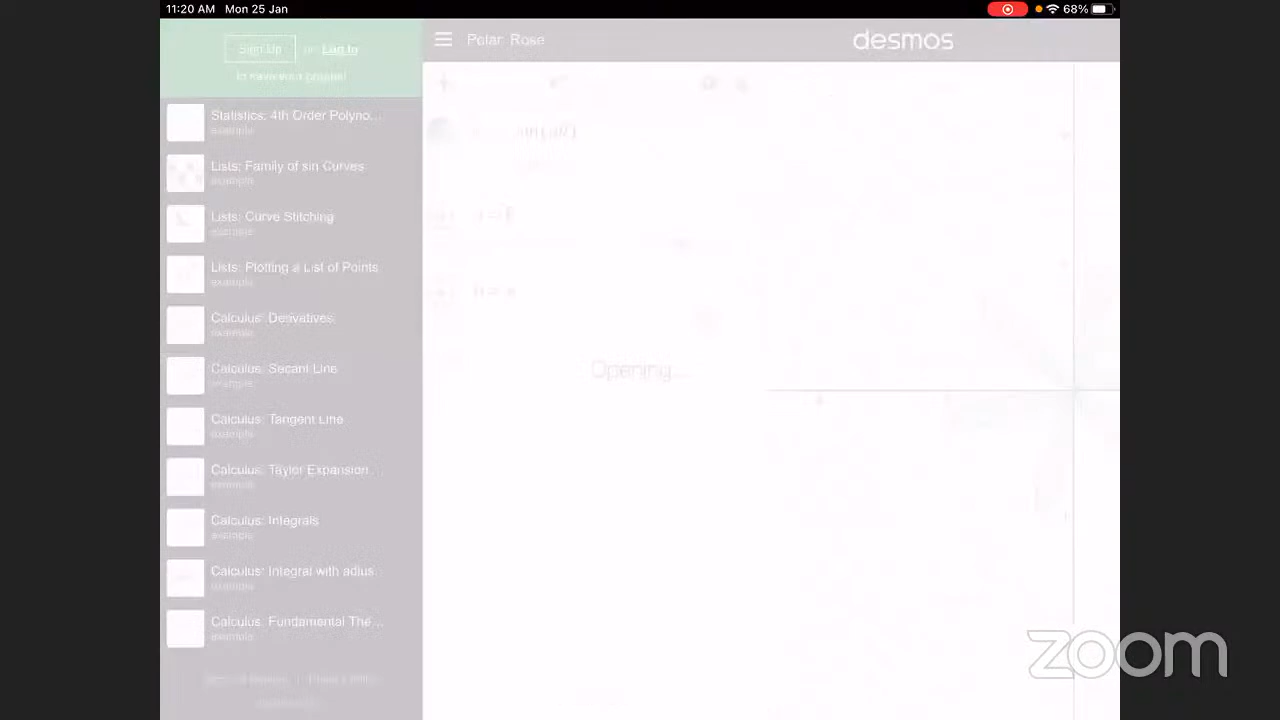 11:20 AM Mon 25 Jan
68%
Sign Up or Log In
to save your graphs!
Polar: Rose
desmos
Statistics: 4th Order Polyno...
example
Lists: Family of sin Curves
example
Lists: Curve Stitching
example
Lists: Plotting a List of Points
example
Calculus: Derivatives
example
Calculus: Secant Line
example
Calculus: Tangent Line
example
Calculus: Taylor Expansion ...
example
Calculus: Integrals
example
Calculus: Integral with adjus...
example
Calculus: Fundamental The...
example
Opening...
zoom